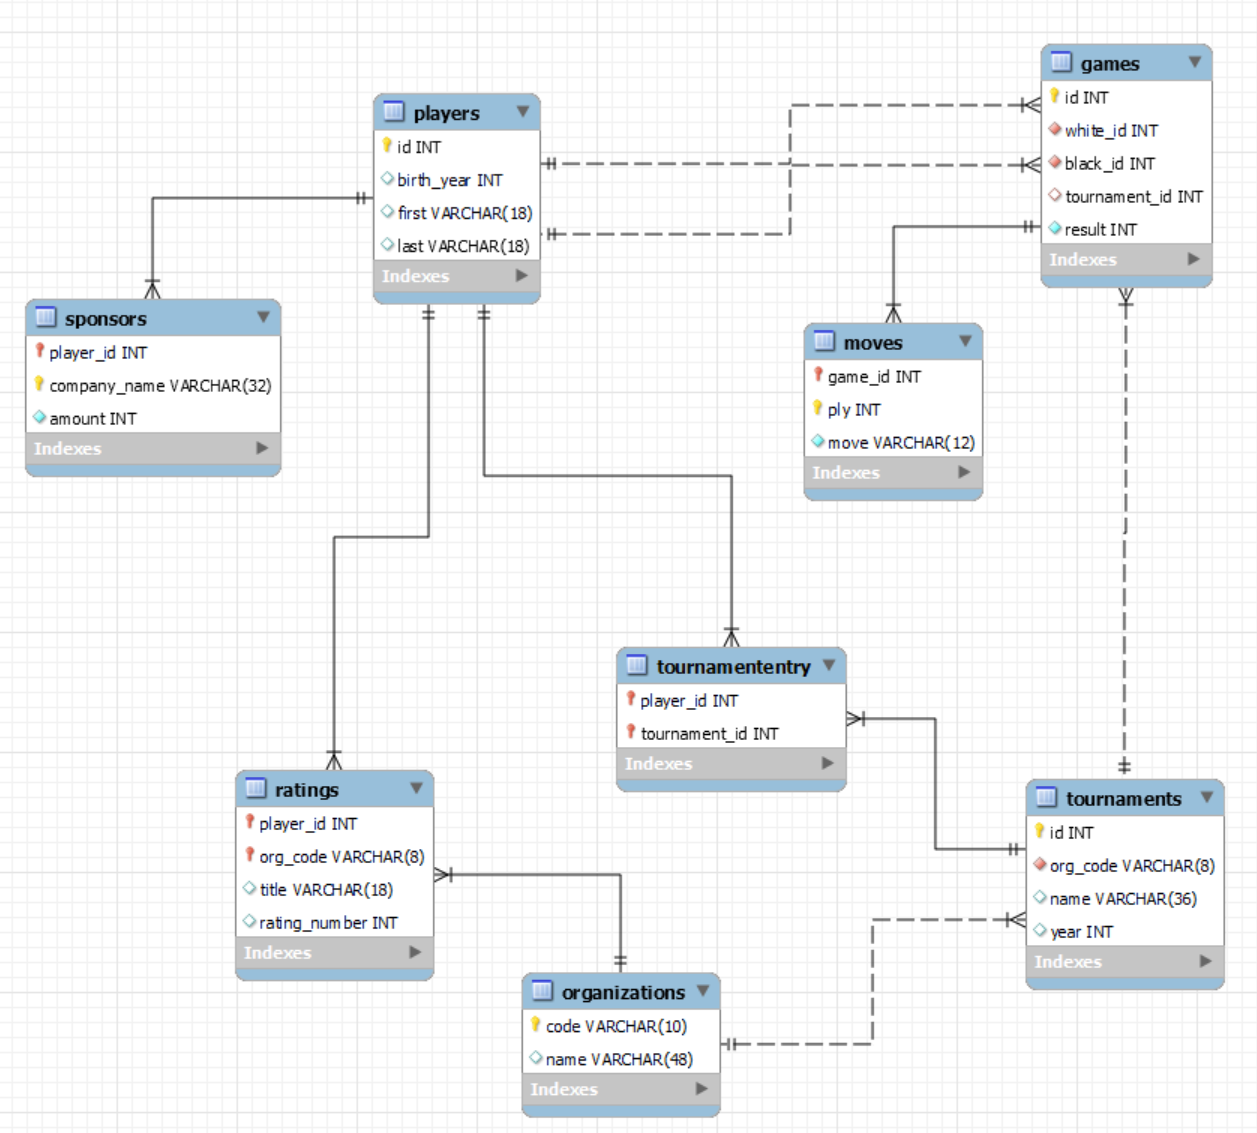 players
id INT
birth_year INT
first VARCHAR(18)
last VARCHAR(18)
Indexes
games
id INT
white_id INT
black_id INT
tournament_id INT
result INT
Indexes
sponsors
player_id INT
company_name VARCHAR(32)
amount INT
Indexes
moves
game_id INT
ply INT
move VARCHAR(12)
Indexes
tournamententry
player_id INT
tournament_id INT
Indexes
ratings
player_id INT
org_code VARCHAR(8)
title VARCHAR(18)
rating_number INT
Indexes
tournaments
id INT
org_code VARCHAR(8)
name VARCHAR(36)
year INT
Indexes
organizations
code VARCHAR(10)
name VARCHAR(48)
Indexes